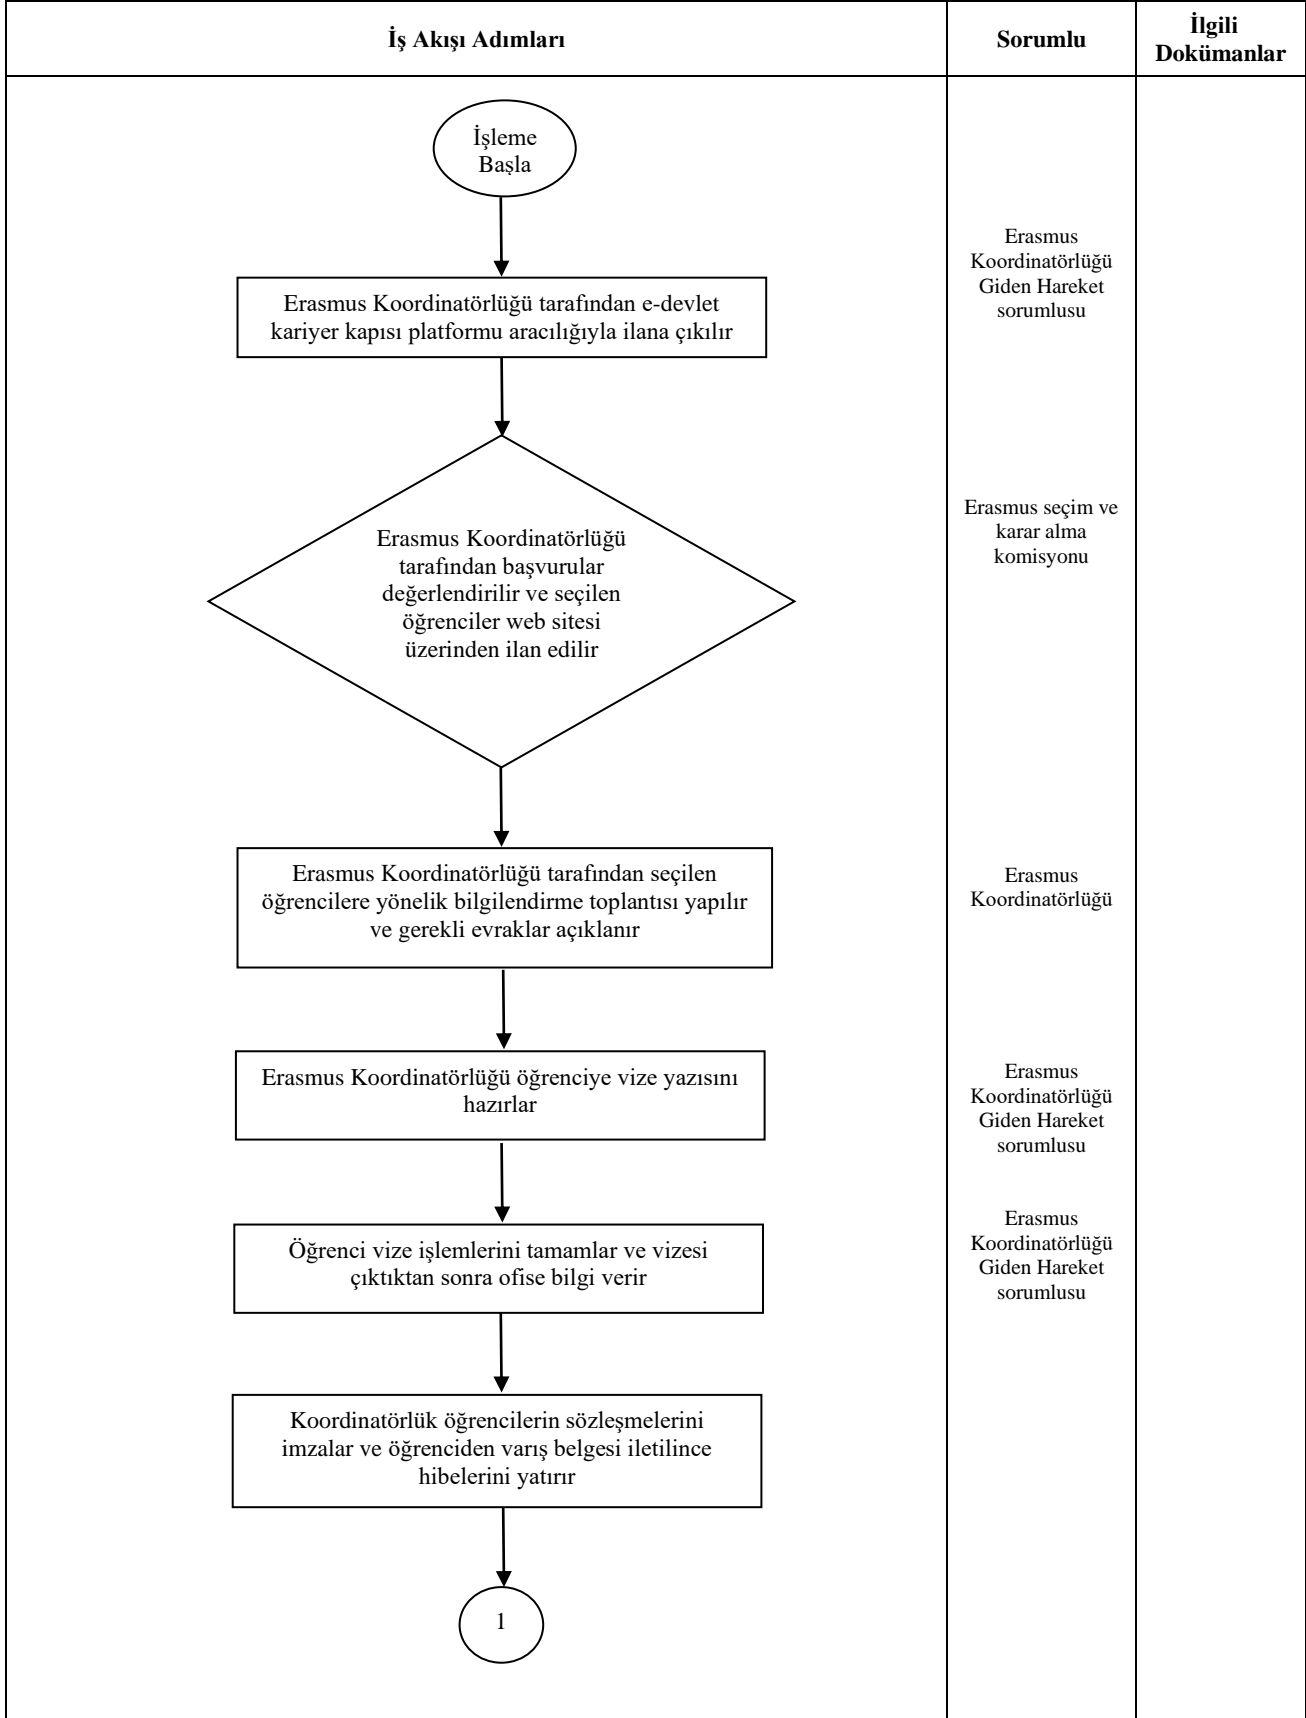 İş Akışı Adımları
Sorumlu
İlgili
Dokümanlar
İşleme
Başla
Erasmus
Koordinatörlüğü
Giden Hareket
sorumlusu
Erasmus Koordinatörlüğü tarafından e-devlet
kariyer kapısı platformu aracılığıyla ilana çıkılır
Erasmus seçim ve
karar alma
komisyonu
Erasmus Koordinatörlüğü
tarafından başvurular
değerlendirilir ve seçilen
öğrenciler web sitesi
üzerinden ilan edilir
Erasmus Koordinatörlüğü tarafından seçilen
öğrencilere yönelik bilgilendirme toplantısı yapılır
ve gerekli evraklar açıklanır
Erasmus
Koordinatörlüğü
Erasmus Koordinatörlüğü öğrenciye vize yazısını
hazırlar
Erasmus
Koordinatörlüğü
Giden Hareket
sorumlusu
Öğrenci vize işlemlerini tamamlar ve vizesi
çıktıktan sonra ofise bilgi verir
Erasmus
Koordinatörlüğü
Giden Hareket
sorumlusu
Koordinatörlük öğrencilerin sözleşmelerini
imzalar ve öğrenciden varış belgesi iletilince
hibelerini yatırır
1